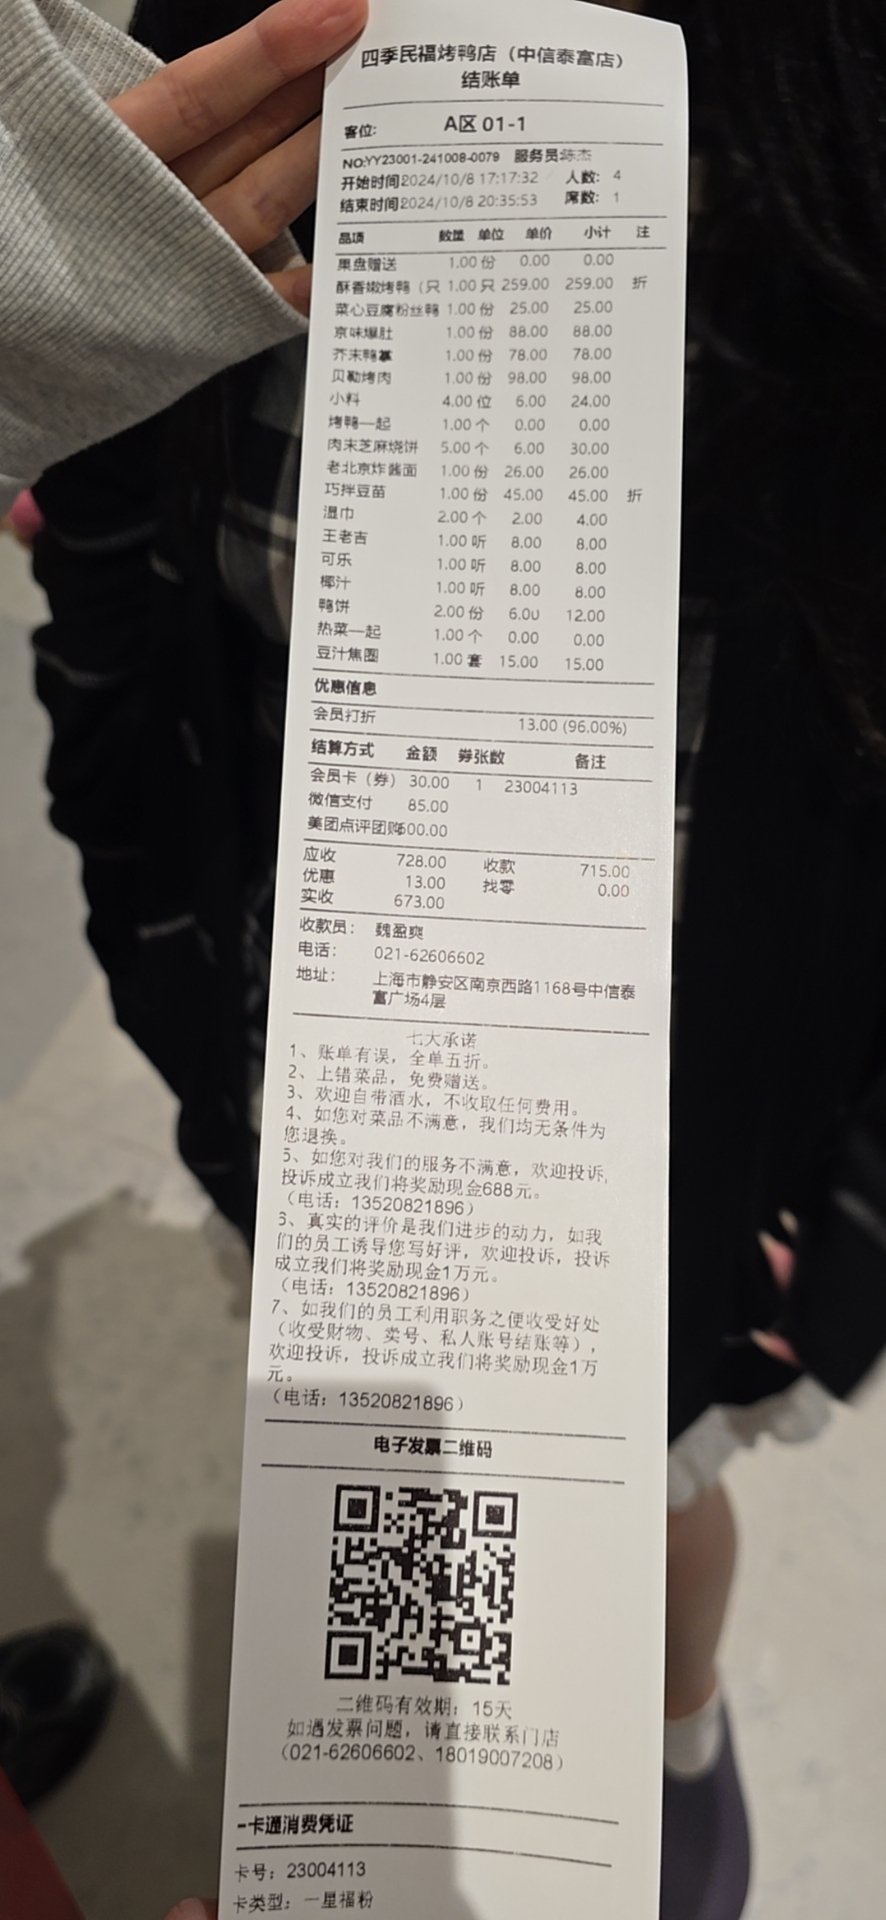 四季民福烤鸭店（中信泰富店）
结账单
客位： A区 01-1
NO:YY23001-241008-0079 服务员:陈杰
开始时间2024/10/8 17:17:32 人数： 4
结束时间2024/10/8 20:35:53 席数： 1
品项 数量 单位 单价 小计 注
果盘赠送 1.00 份 0.00 0.00
酥香嫩烤鸭（只 1.00 只 259.00 259.00 折
菜心豆腐粉丝鸭 1.00 份 25.00 25.00
京味爆肚 1.00 份 88.00 88.00
芥末鸭掌 1.00 份 78.00 78.00
贝勒烤肉 1.00 份 98.00 98.00
小料 4.00 位 6.00 24.00
烤鸭一起 1.00 个 0.00 0.00
肉末芝麻烧饼 5.00 个 6.00 30.00
老北京炸酱面 1.00 份 26.00 26.00
巧拌豆苗 1.00 份 45.00 45.00 折
湿巾 2.00 个 2.00 4.00
王老吉 1.00 听 8.00 8.00
可乐 1.00 听 8.00 8.00
椰汁 1.00 听 8.00 8.00
鸭饼 2.00 份 6.00 12.00
热菜一起 1.00 个 0.00 0.00
豆汁焦圈 1.00 套 15.00 15.00
优惠信息
会员打折 13.00 (96.00%)
结算方式 金额 券张数 备注
会员卡（券） 30.00 1 23004113
微信支付 85.00
美团点评团购600.00
应收 728.00 收款 715.00
优惠 13.00 找零 0.00
实收 673.00
收款员： 魏盈爽
电话： 021-62606602
地址： 上海市静安区南京西路1168号中信泰
富广场4层
七大承诺
1、账单有误，全单五折。
2、上错菜品，免费赠送。
3、欢迎自带酒水，不收取任何费用。
4、如您对菜品不满意，我们均无条件为
您退换。
5、如您对我们的服务不满意，欢迎投诉，
投诉成立我们将奖励现金688元。
（电话：13520821896）
6、真实的评价是我们进步的动力，如我
们的员工诱导您写好评，欢迎投诉，投诉
成立我们将奖励现金1万元。
（电话：13520821896）
7、如我们的员工利用职务之便收受好处
（收受财物、卖号、私人账号结账等），
欢迎投诉，投诉成立我们将奖励现金1万
元。
（电话：13520821896）
电子发票二维码
二维码有效期：15天
如遇发票问题，请直接联系门店
（021-62606602、18019007208）
一卡通消费凭证
卡号：23004113
卡类型：一星福粉